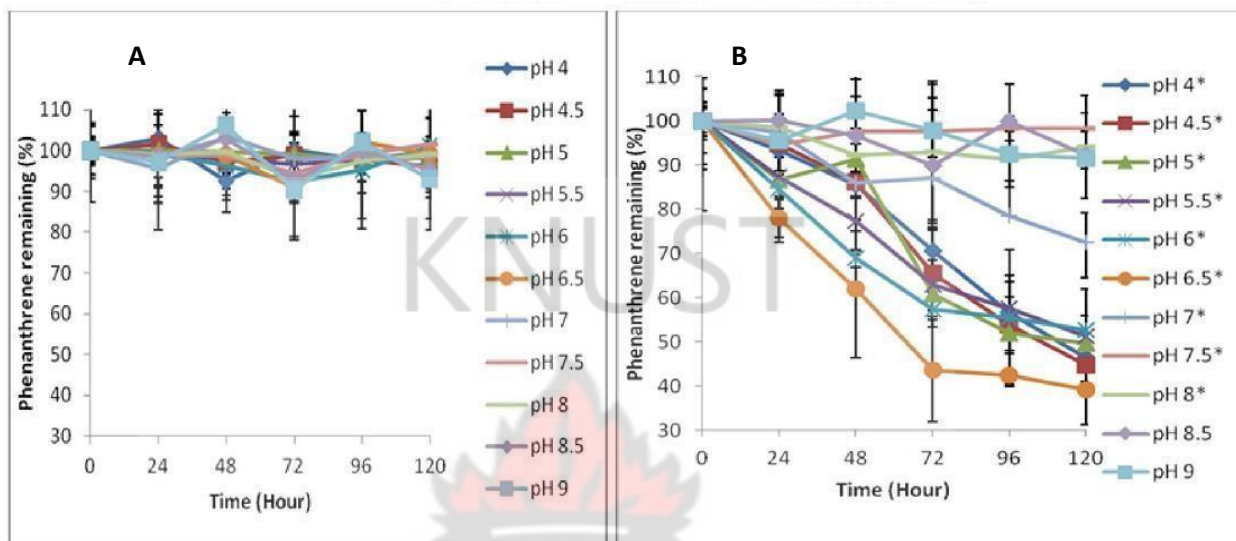 A
Phenanthrene remaining (%)
110
100
90
80
70
60
50
40
30
0 24 48 72 96 120
Time (Hour)
pH 4
pH 4.5
pH 5
pH 5.5
pH 6
pH 6.5
pH 7
pH 7.5
pH 8
pH 8.5
pH 9
B
Phenanthrene remaining (%)
110
100
90
80
70
60
50
40
30
0 24 48 72 96 120
Time (Hour)
pH 4*
pH 4.5*
pH 5*
pH 5.5*
pH 6*
pH 6.5*
pH 7*
pH 7.5*
pH 8*
pH 8.5
pH 9
KNUST